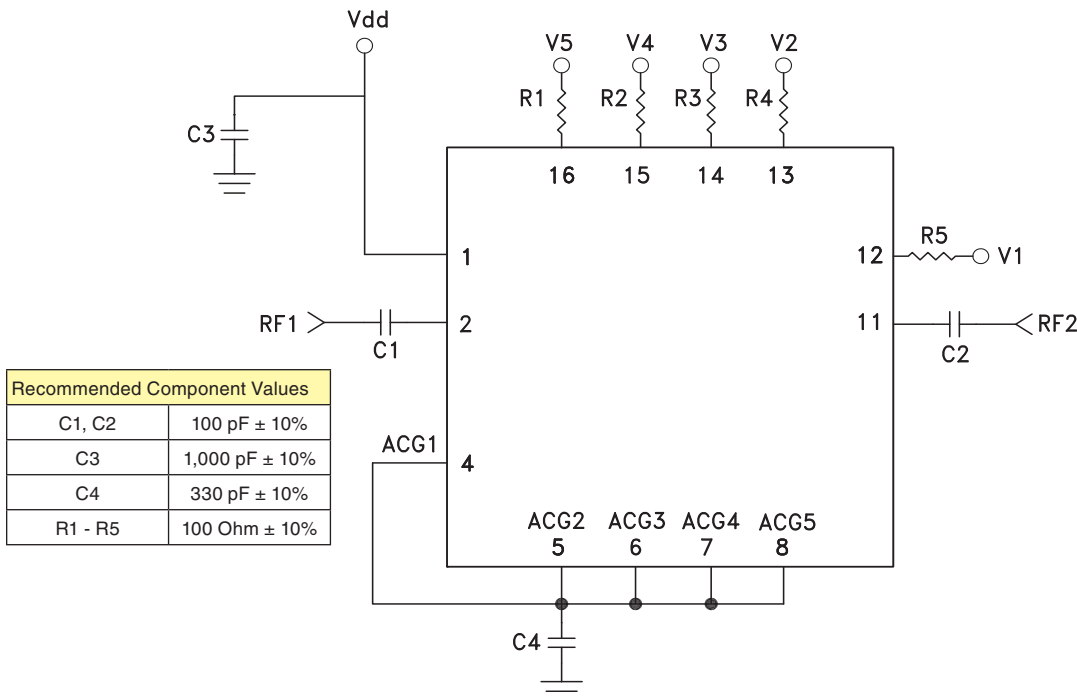 Vdd
V5 V4 V3 V2
R1 R2 R3 R4
C3
16 15 14 13
R5
1 12 V1
RF1 2 11 RF2
C1 C2
Recommended Component Values
C1, C2 100 pF ± 10%
C3 1,000 pF ± 10%
C4 330 pF ± 10%
R1 - R5 100 Ohm ± 10%
ACG1
4
ACG2 ACG3 ACG4 ACG5
5 6 7 8
C4